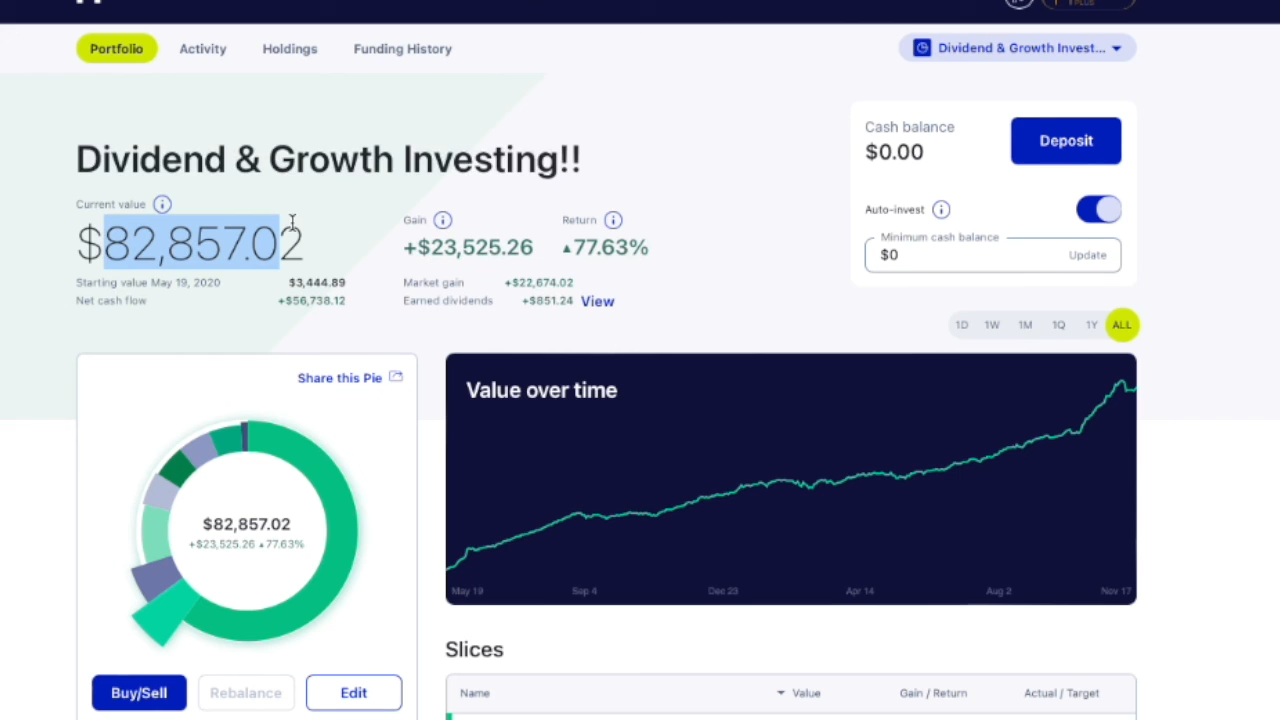 PLUS
Portfolio
Activity
Holdings
Funding History
Dividend & Growth Invest...
Dividend & Growth Investing!!
Cash balance
$0.00
Deposit
Current value
$82,857.02
Gain
+$23,525.26
Return
77.63%
Auto-invest
Minimum cash balance
$0
Update
Starting value May 19, 2020 $3,444.89
Net cash flow +$56,738.12
Market gain +$22,674.02
Earned dividends +$851.24 View
1D 1W 1M 1Q 1Y ALL
Share this Pie
$82,857.02
+$23,525.26 77.63%
Buy/Sell
Rebalance
Edit
Value over time
May 19 Sep 4 Dec 23 Apr 14 Aug 2 Nov 17
Slices
Name Value Gain / Return Actual / Target